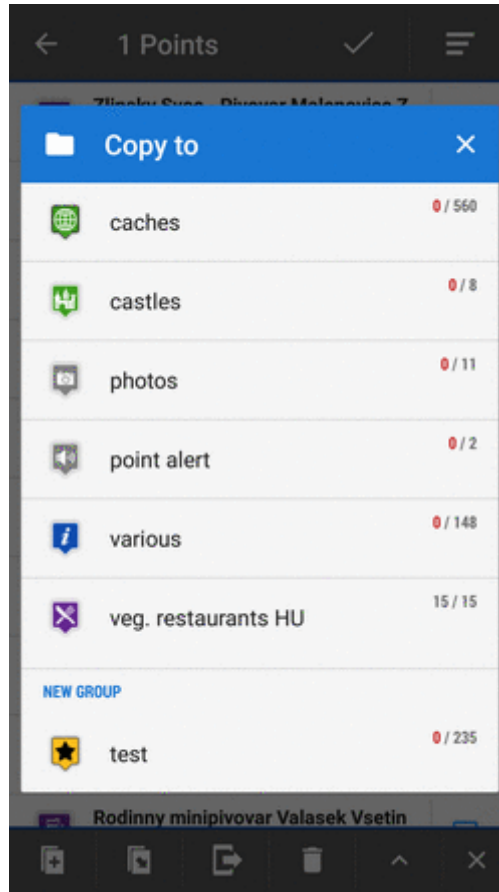 1 Points
Zlinsky Svec - Pivovar Malenovice Z
Copy to
caches
0 / 560
castles
0 / 8
photos
0 / 11
point alert
0 / 2
various
0 / 148
veg. restaurants HU
15 / 15
NEW GROUP
test
0 / 235
Rodinny minipivovar Valasek Vsetin